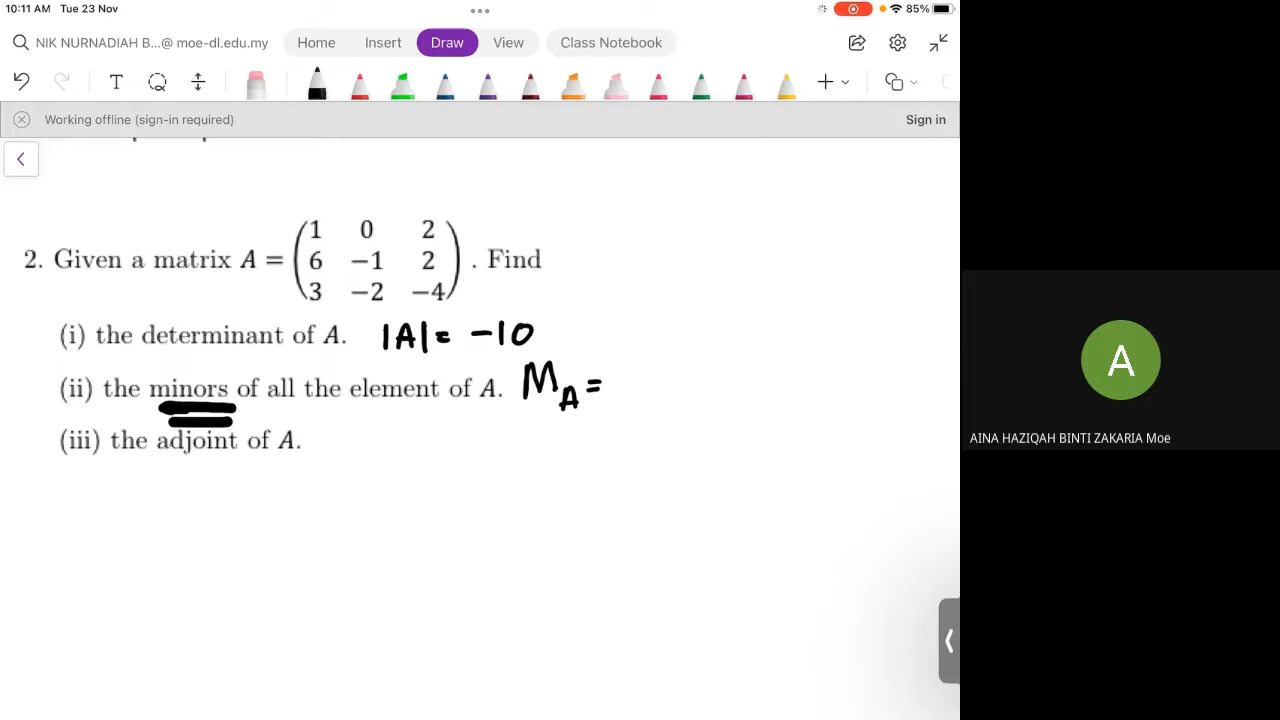 10:11 AM Tue 23 Nov 85%
NIK NURNADIAH B...@ moe-dl.edu.my Home Insert Draw View Class Notebook
T
Working offline (sign-in required) Sign in
2. Given a matrix A = (1 0 2
6 −1 2
3 −2 −4) . Find
(i) the determinant of A. |A| = −10
(ii) the minors of all the element of A. M_A =
(iii) the adjoint of A.
A
AINA HAZIQAH BINTI ZAKARIA Moe